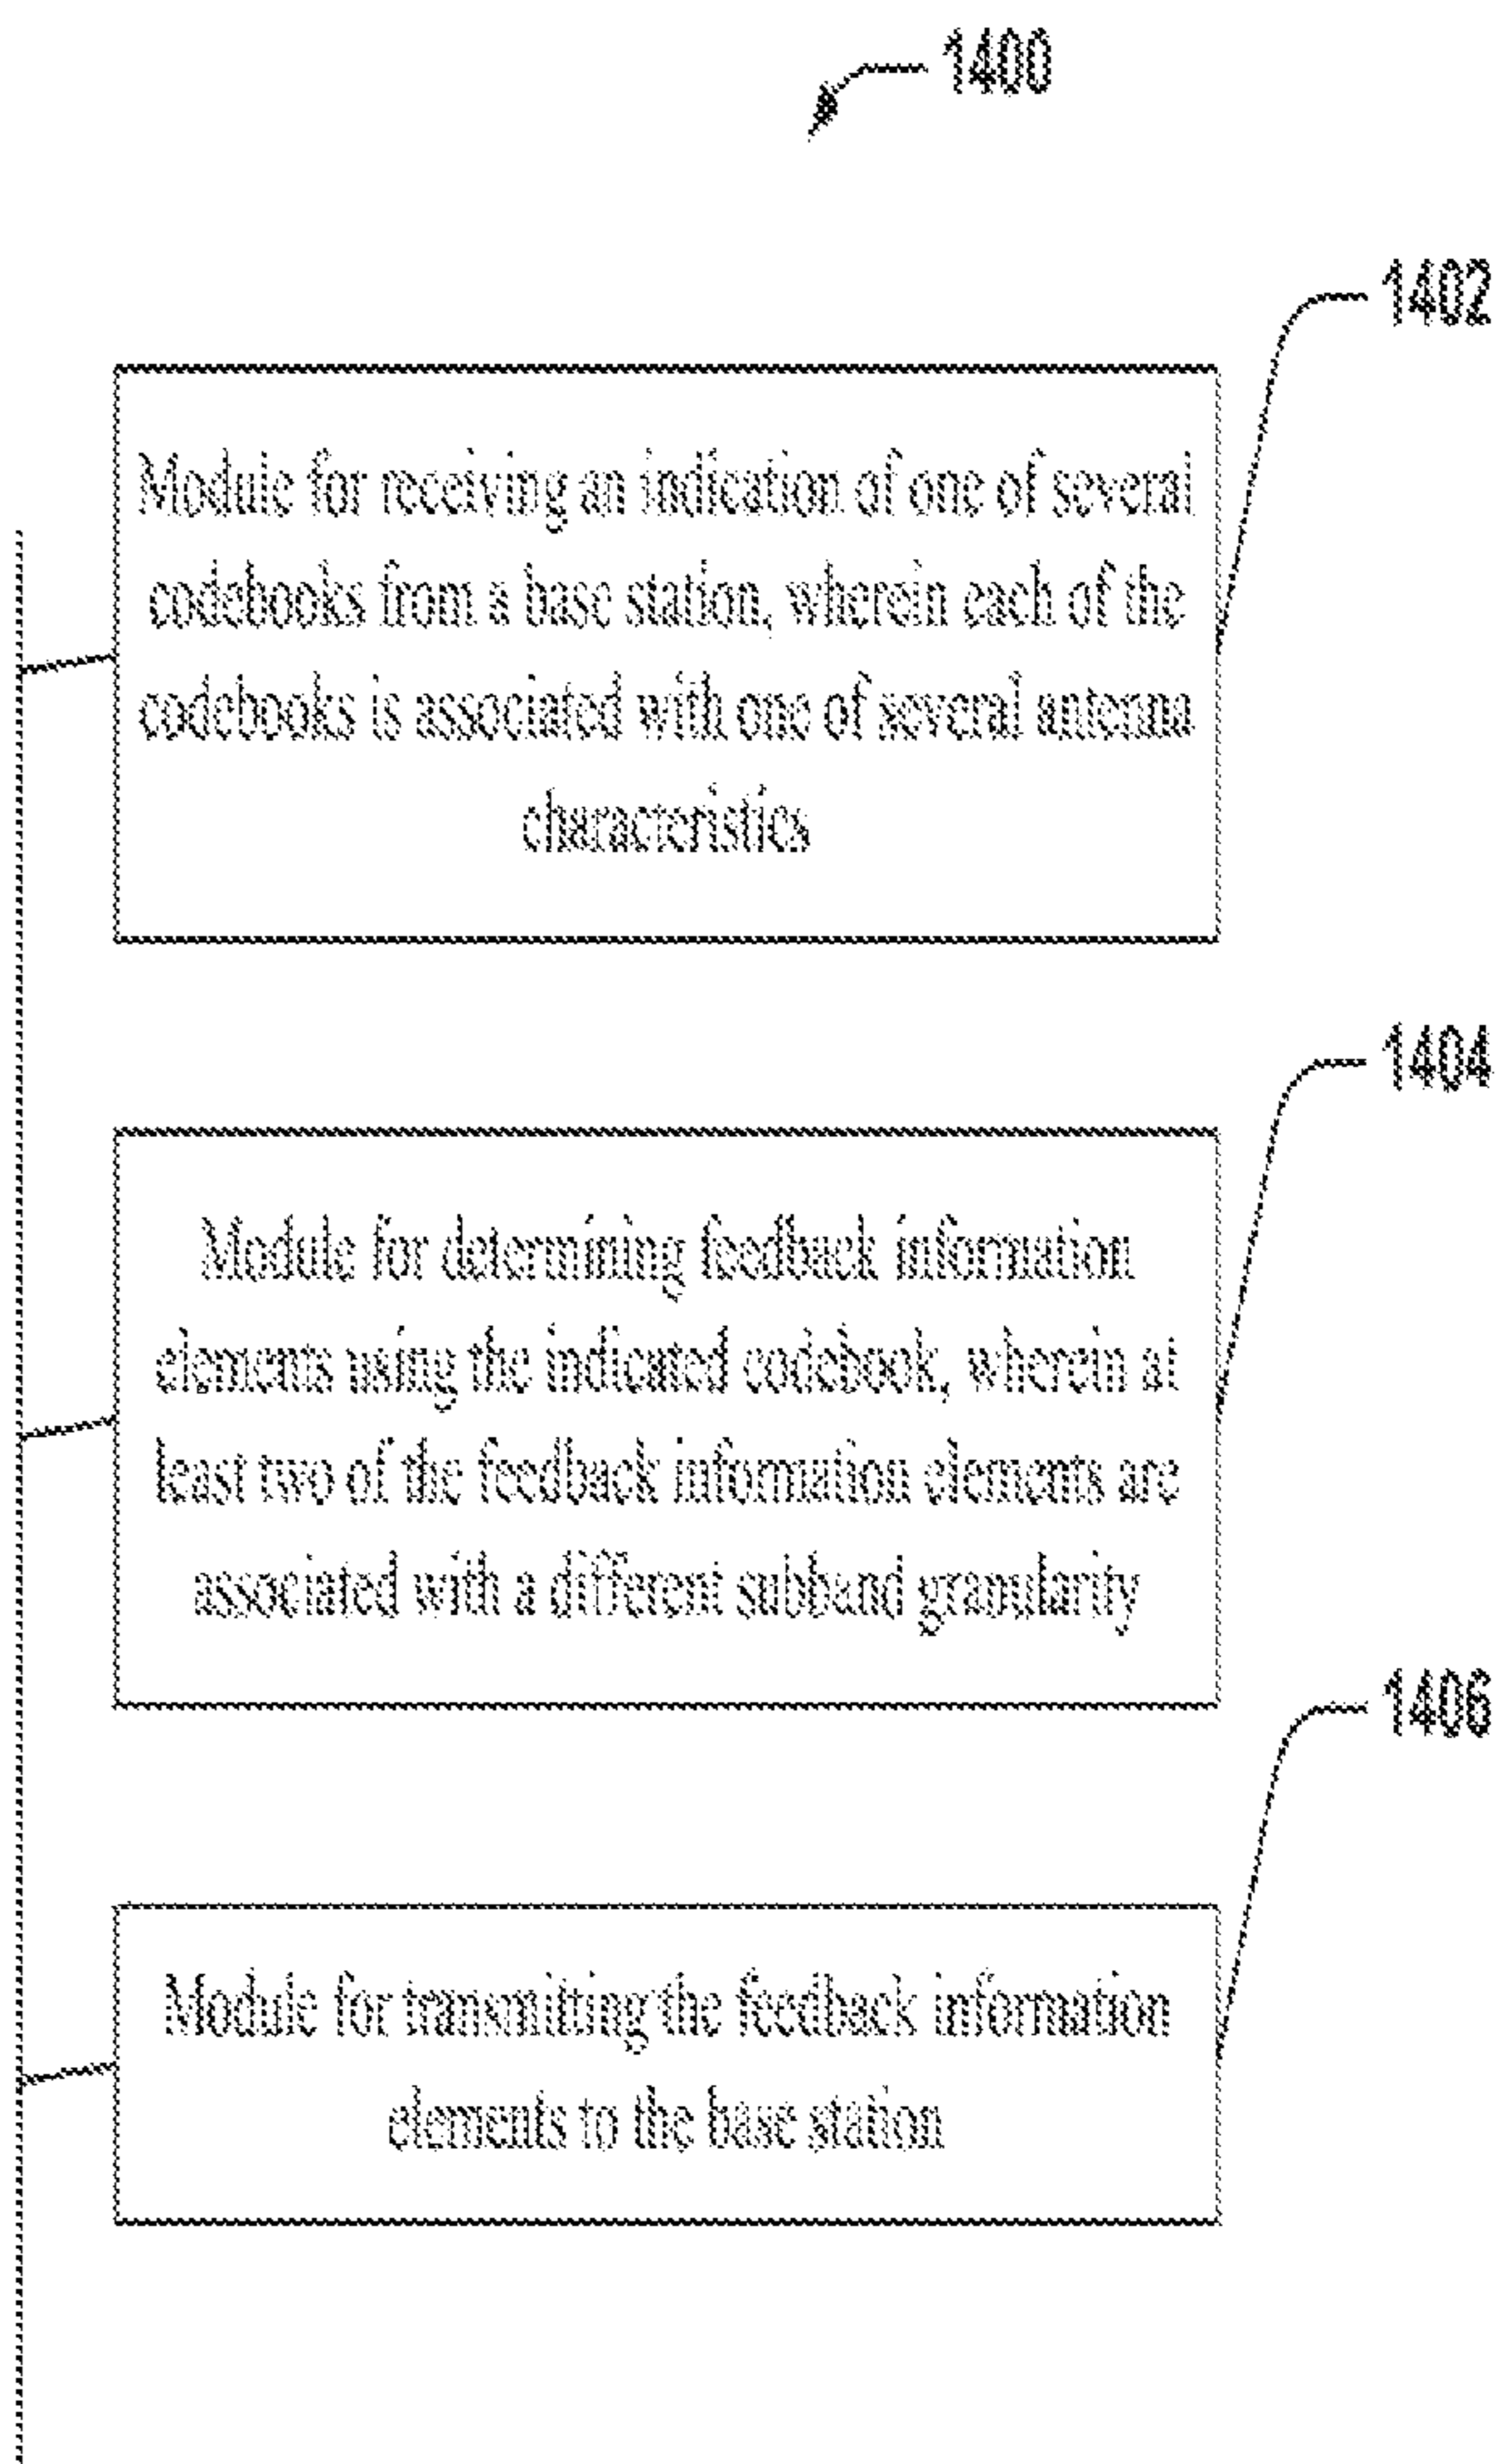 1400
1402
Module for receiving an indication of one of several
codebooks from a base station, wherein each of the
codebooks is associated with one of several antenna
characteristics
1404
Module for determining feedback information
elements using the indicated codebook, wherein at
least two of the feedback information elements are
associated with a different subband granularity
1406
Module for transmitting the feedback information
elements to the base station